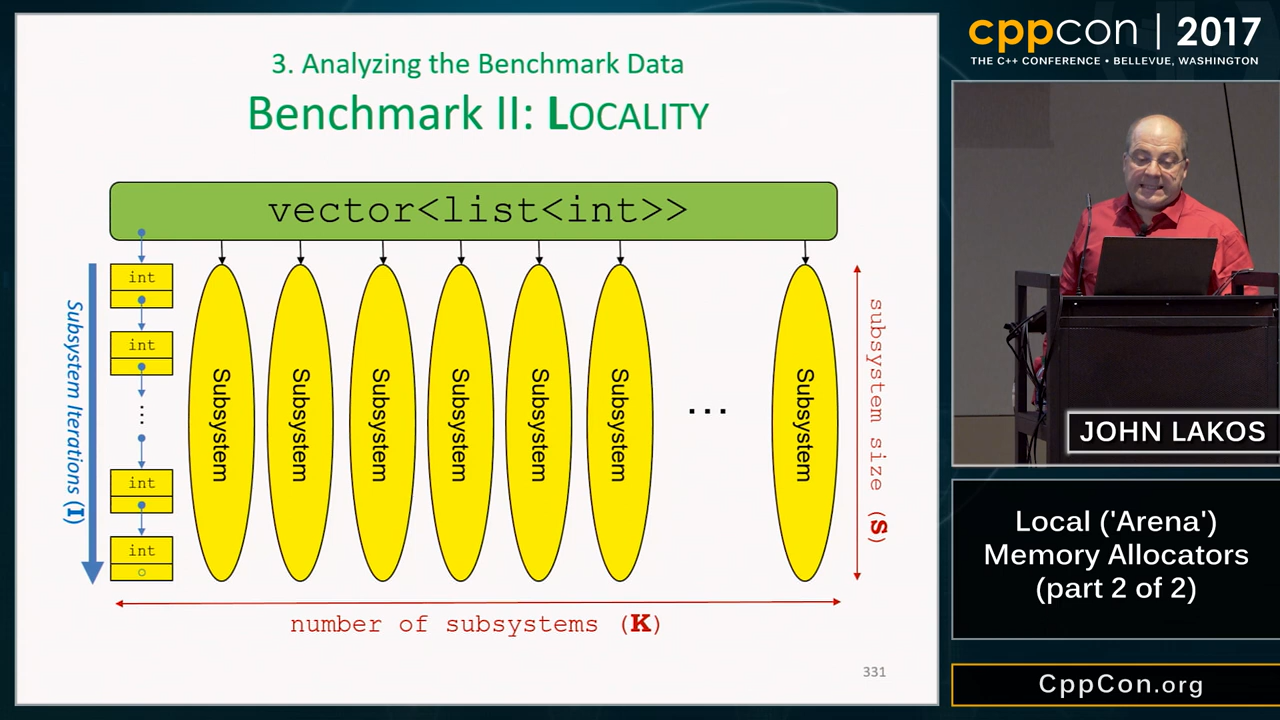 3. Analyzing the Benchmark Data
Benchmark II: LOCALITY
vector<list<int>>
int
int
⋮
int
int
Subsystem Iterations (I)
Subsystem
Subsystem
Subsystem
Subsystem
Subsystem
Subsystem
...
Subsystem
subsystem size (S)
number of subsystems (K)
331
cppcon | 2017
THE C++ CONFERENCE • BELLEVUE, WASHINGTON
JOHN LAKOS
Local ('Arena')
Memory Allocators
(part 2 of 2)
CppCon.org